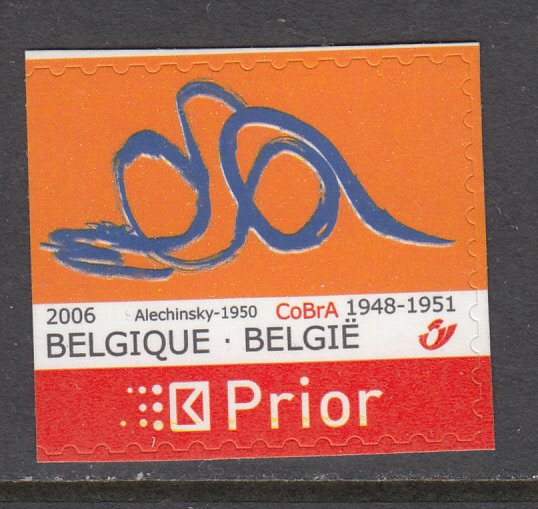 2006 Alechinsky-1950 CoBrA 1948-1951
BELGIQUE · BELGIË
Prior